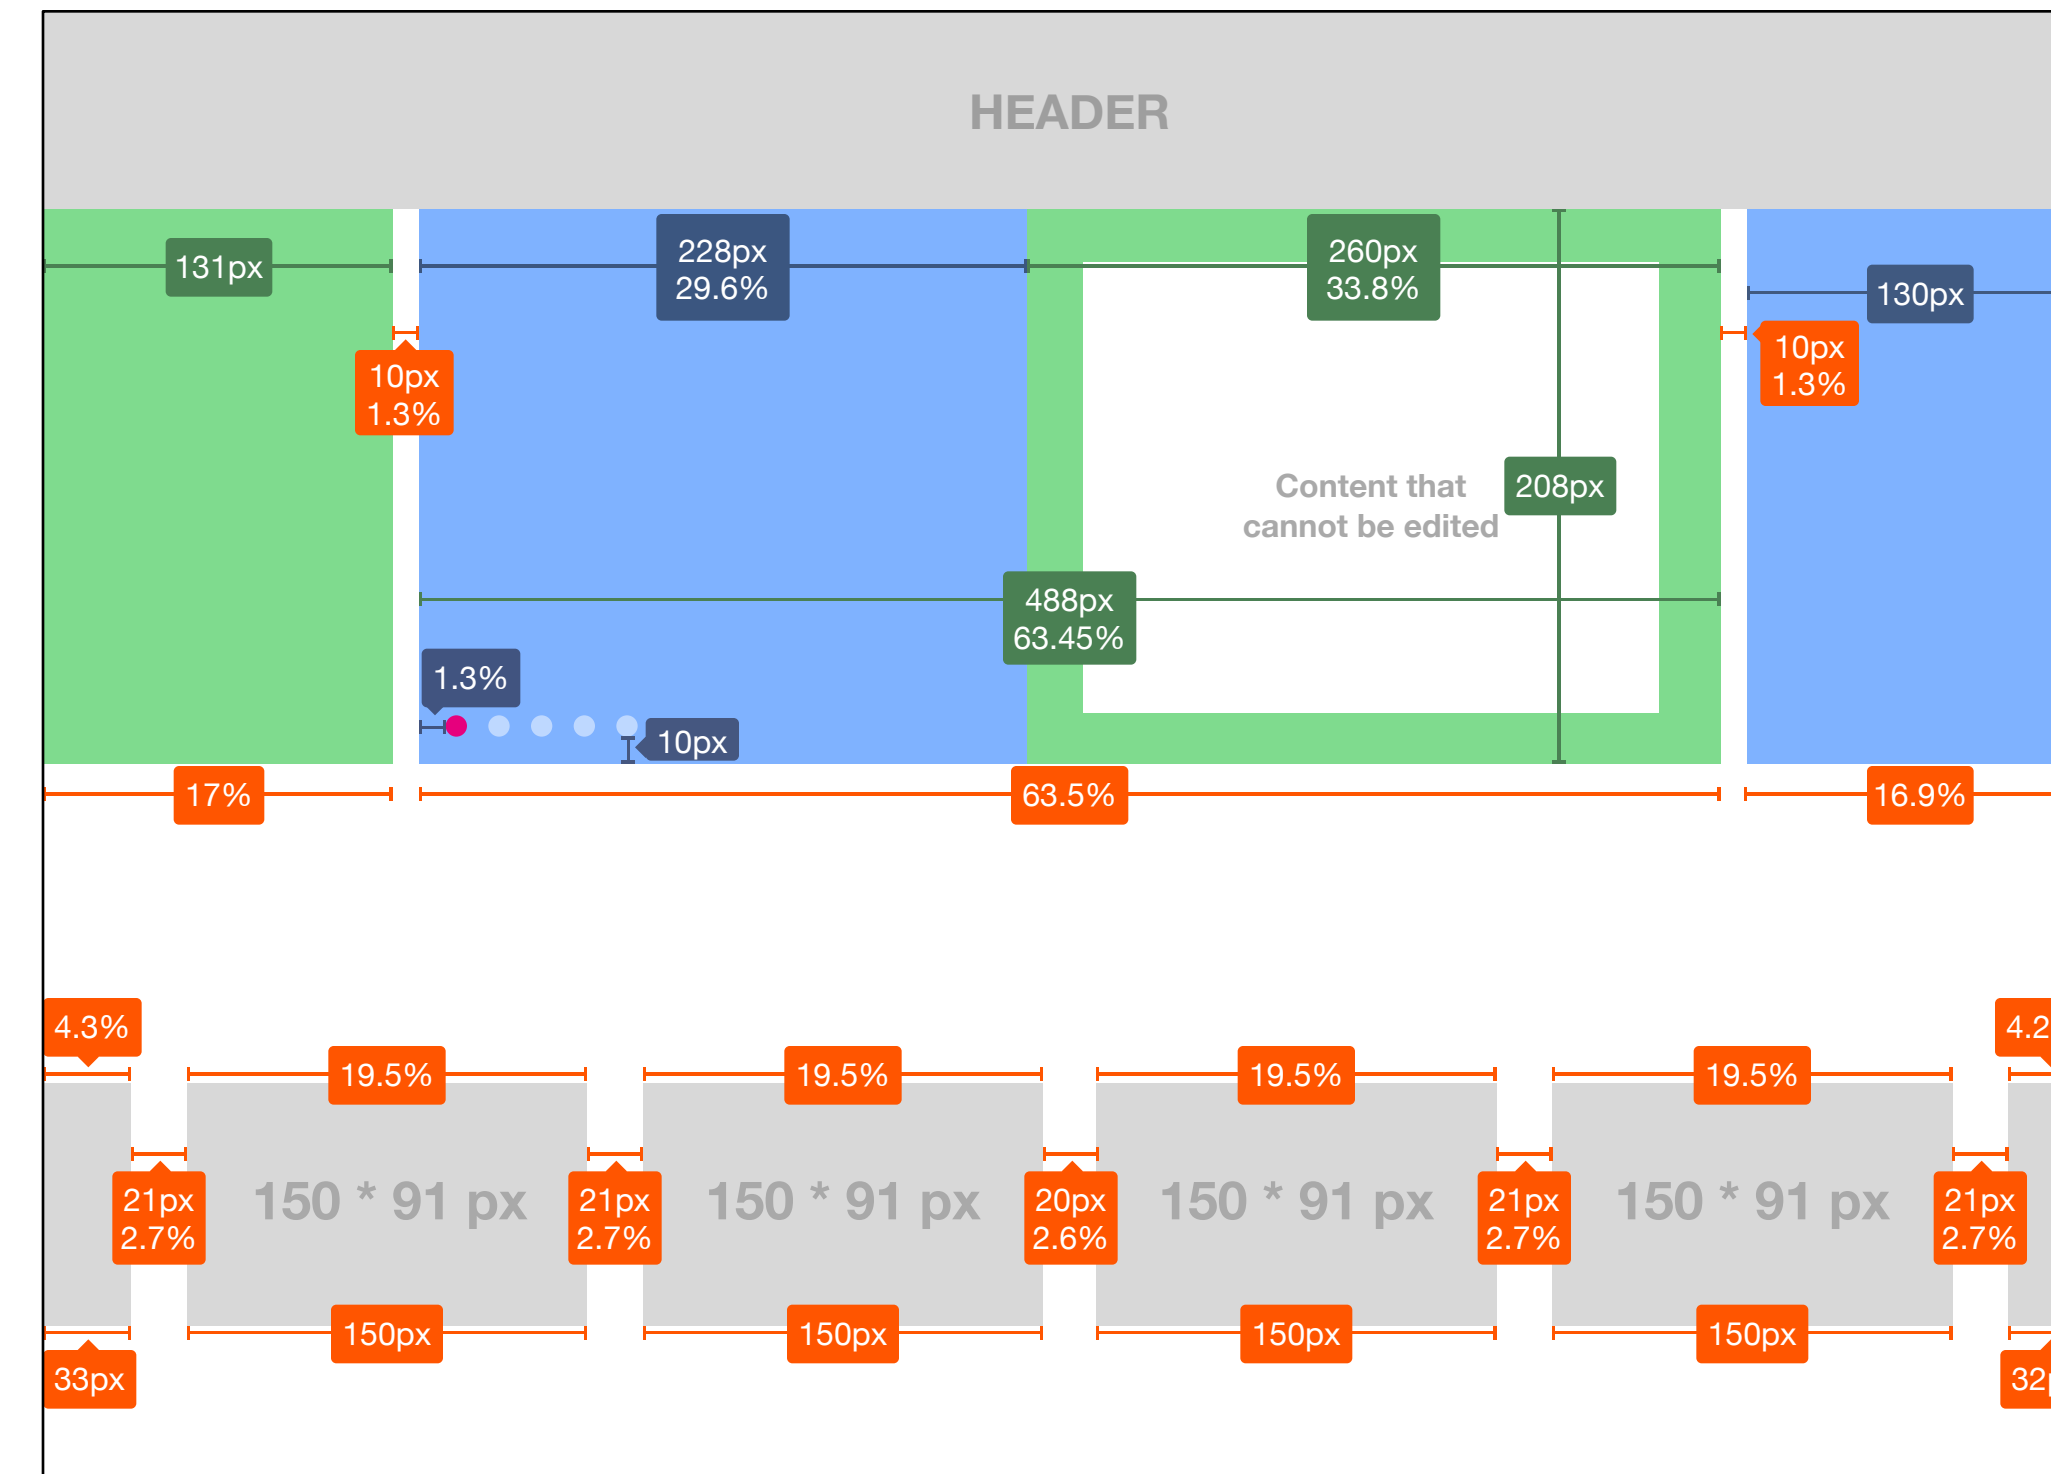 HEADER
131px
228px
29.6%
260px
33.8%
130px
10px
1.3%
10px
1.3%
Content that
cannot be edited
208px
488px
63.45%
1.3%
10px
17%
63.5%
16.9%
4.3%
4.2
19.5%
19.5%
19.5%
19.5%
21px
2.7%
150 * 91 px
21px
2.7%
150 * 91 px
20px
2.6%
150 * 91 px
21px
2.7%
150 * 91 px
21px
2.7%
150px
150px
150px
150px
33px
32